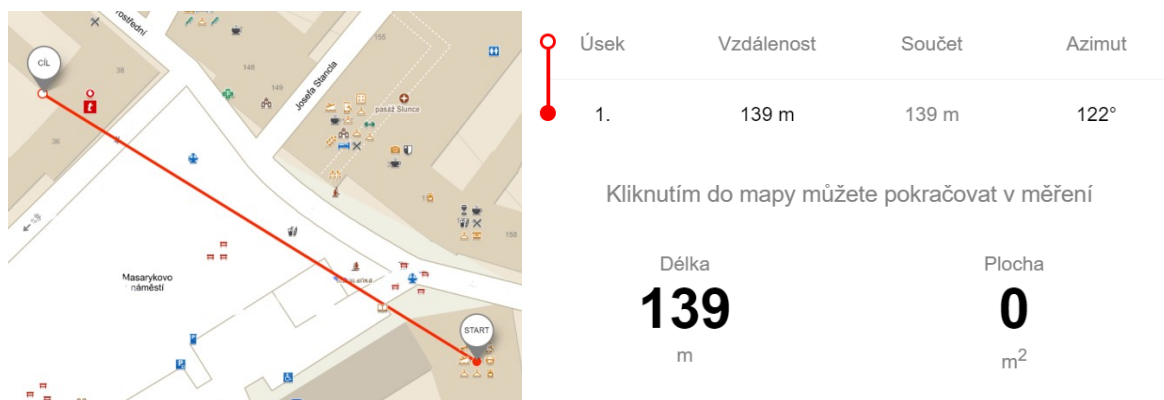 rostřední
CÍL
38
36
148
149
155
Josefa Stancla
pasáž Slunce
158
Masarykovo
náměstí
START
Úsek Vzdálenost Součet Azimut
1. 139 m 139 m 122°
Kliknutím do mapy můžete pokračovat v měření
Délka Plocha
139 0
m m²